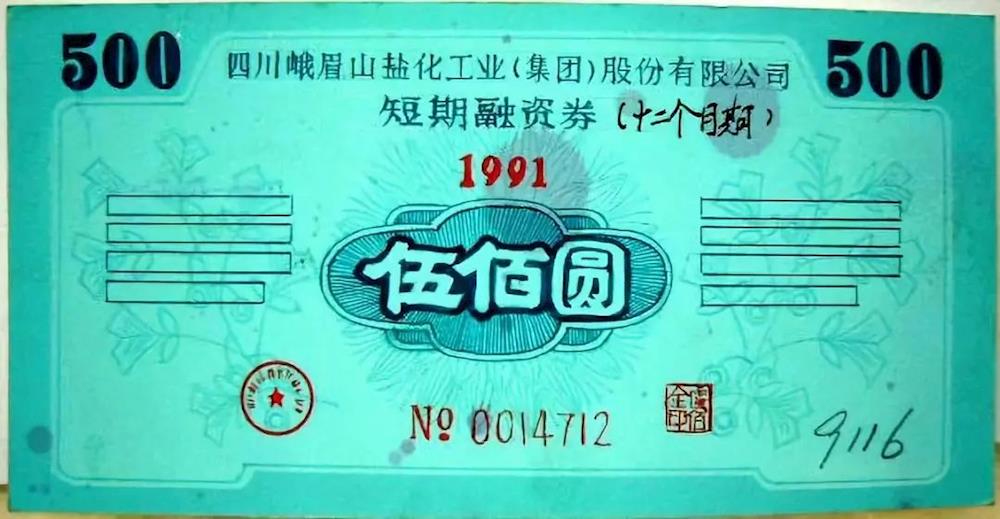 500
四川峨眉山盐化工业(集团)股份有限公司
500
短期融资券(十二个月期)
1991
伍佰圆
№ 0014712
9116